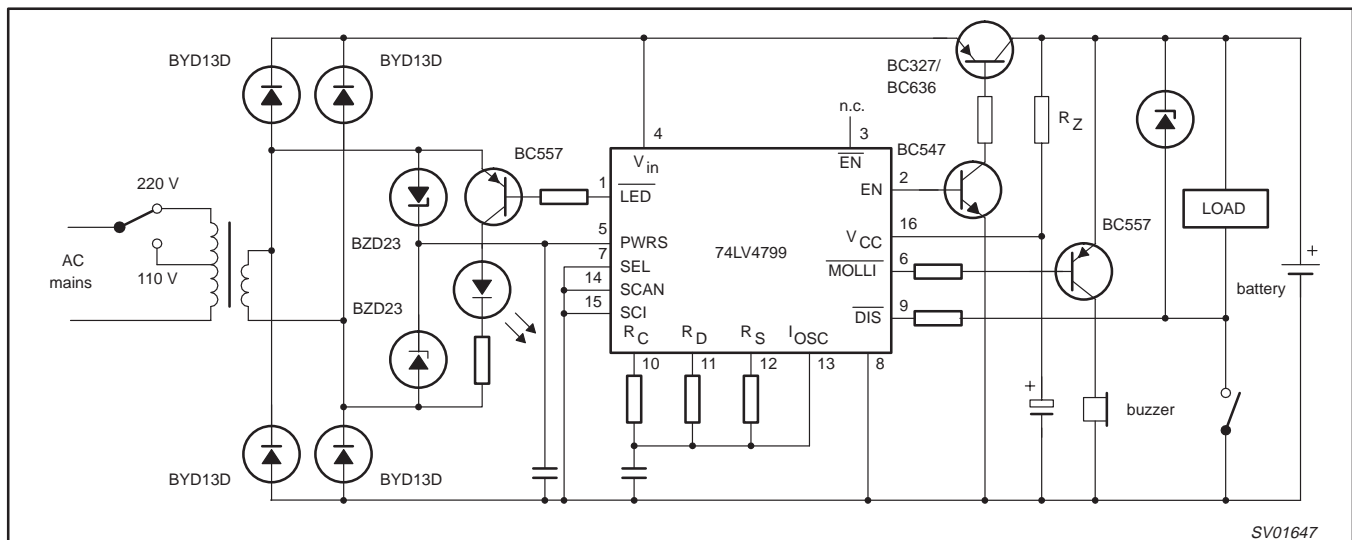 BYD13D
BYD13D
BC327/
BC636
n.c.
4
3
R Z
BC557
V in
EN
BC547
220 V
1
LED
EN
2
LOAD
BZD23
5
PWRS
V CC
16
BC557
7
SEL
74LV4799
MOLLI
6
AC
mains
110 V
14
SCAN
+
battery
BZD23
15
SCI
DIS
9
R C
R D
R S
I OSC
10
11
12
13
8
+
buzzer
BYD13D
BYD13D
SV01647